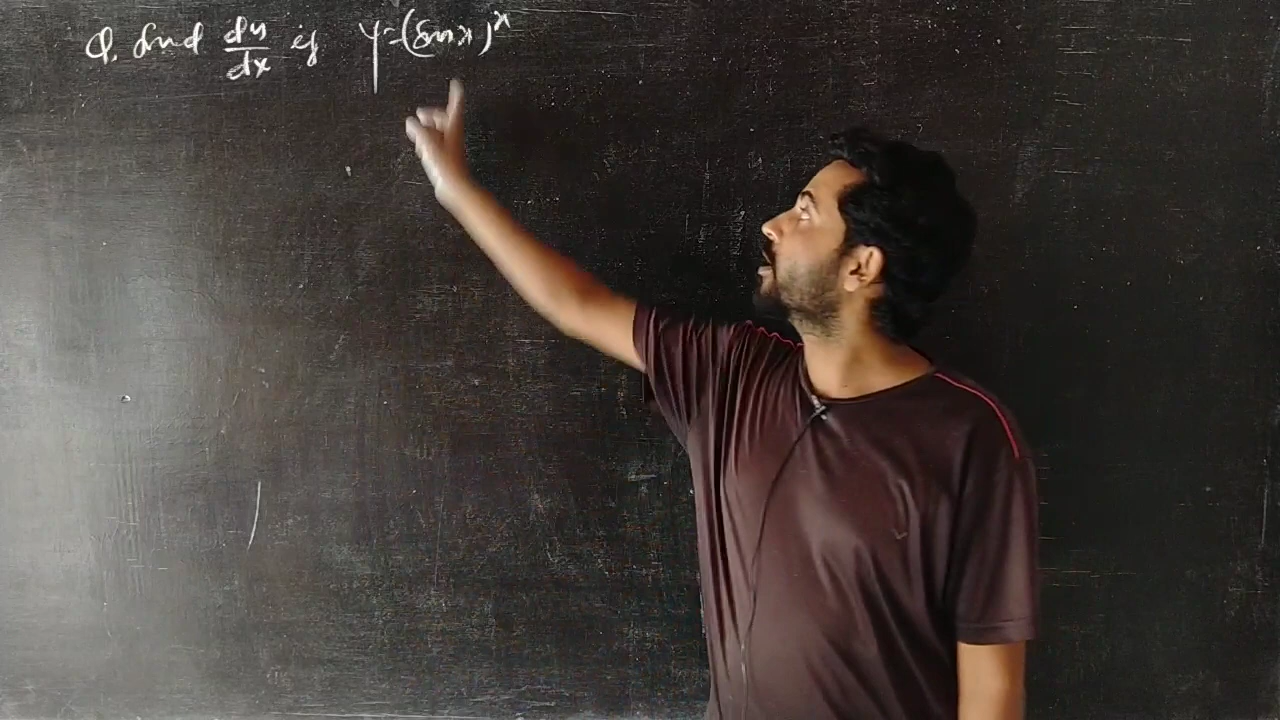 Q. find dy/dx if y=(sinx)^x